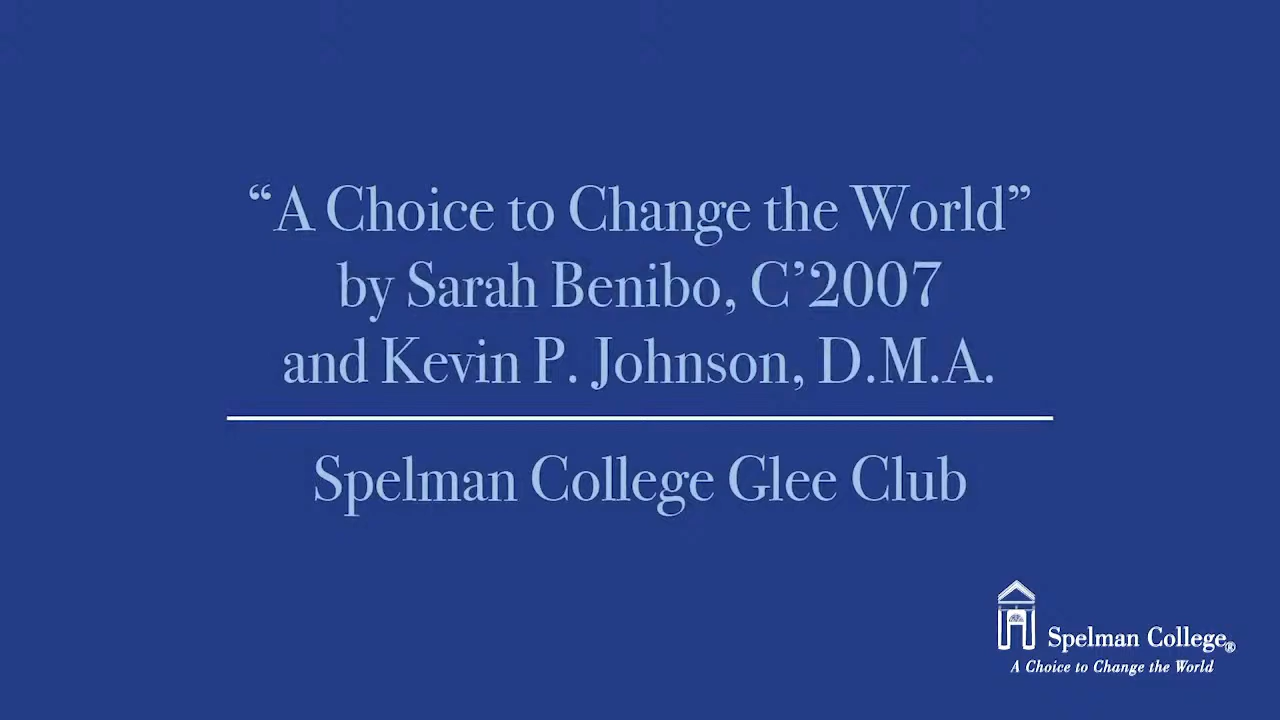 “A Choice to Change the World”
by Sarah Benibo, C’2007
and Kevin P. Johnson, D.M.A.
Spelman College Glee Club
Spelman College®
A Choice to Change the World